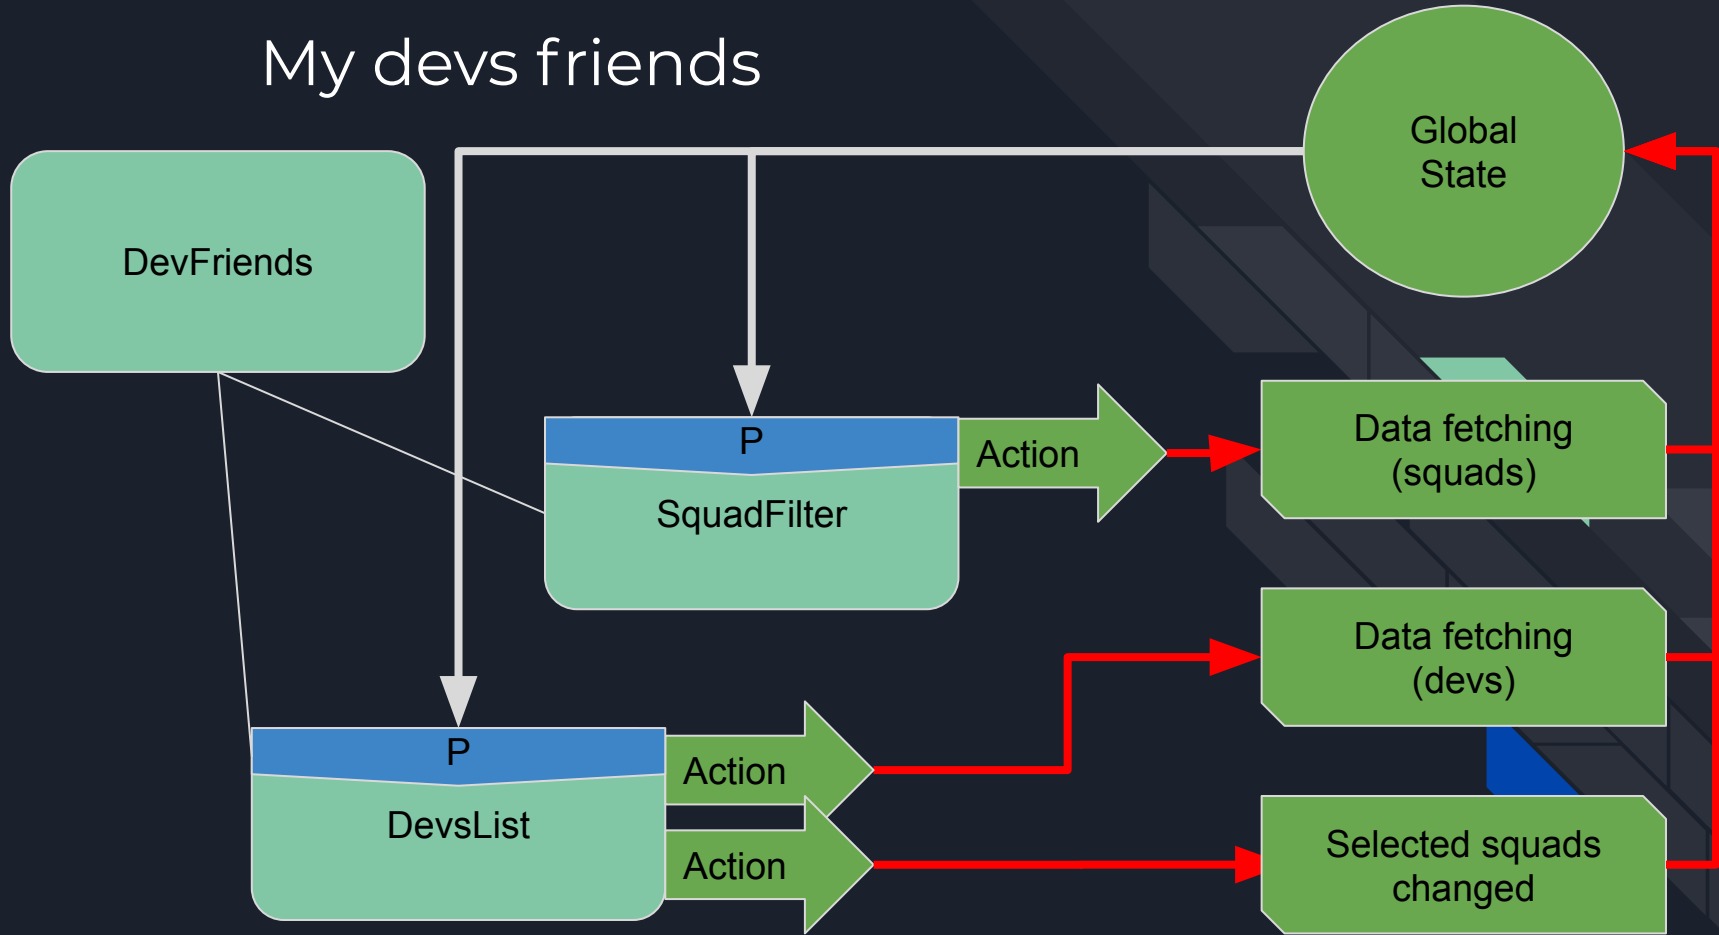 My devs friends
Global
State
DevFriends
P
Action
SquadFilter
Data fetching
(squads)
Data fetching
(devs)
P
Action
DevsList
Action
Selected squads
changed